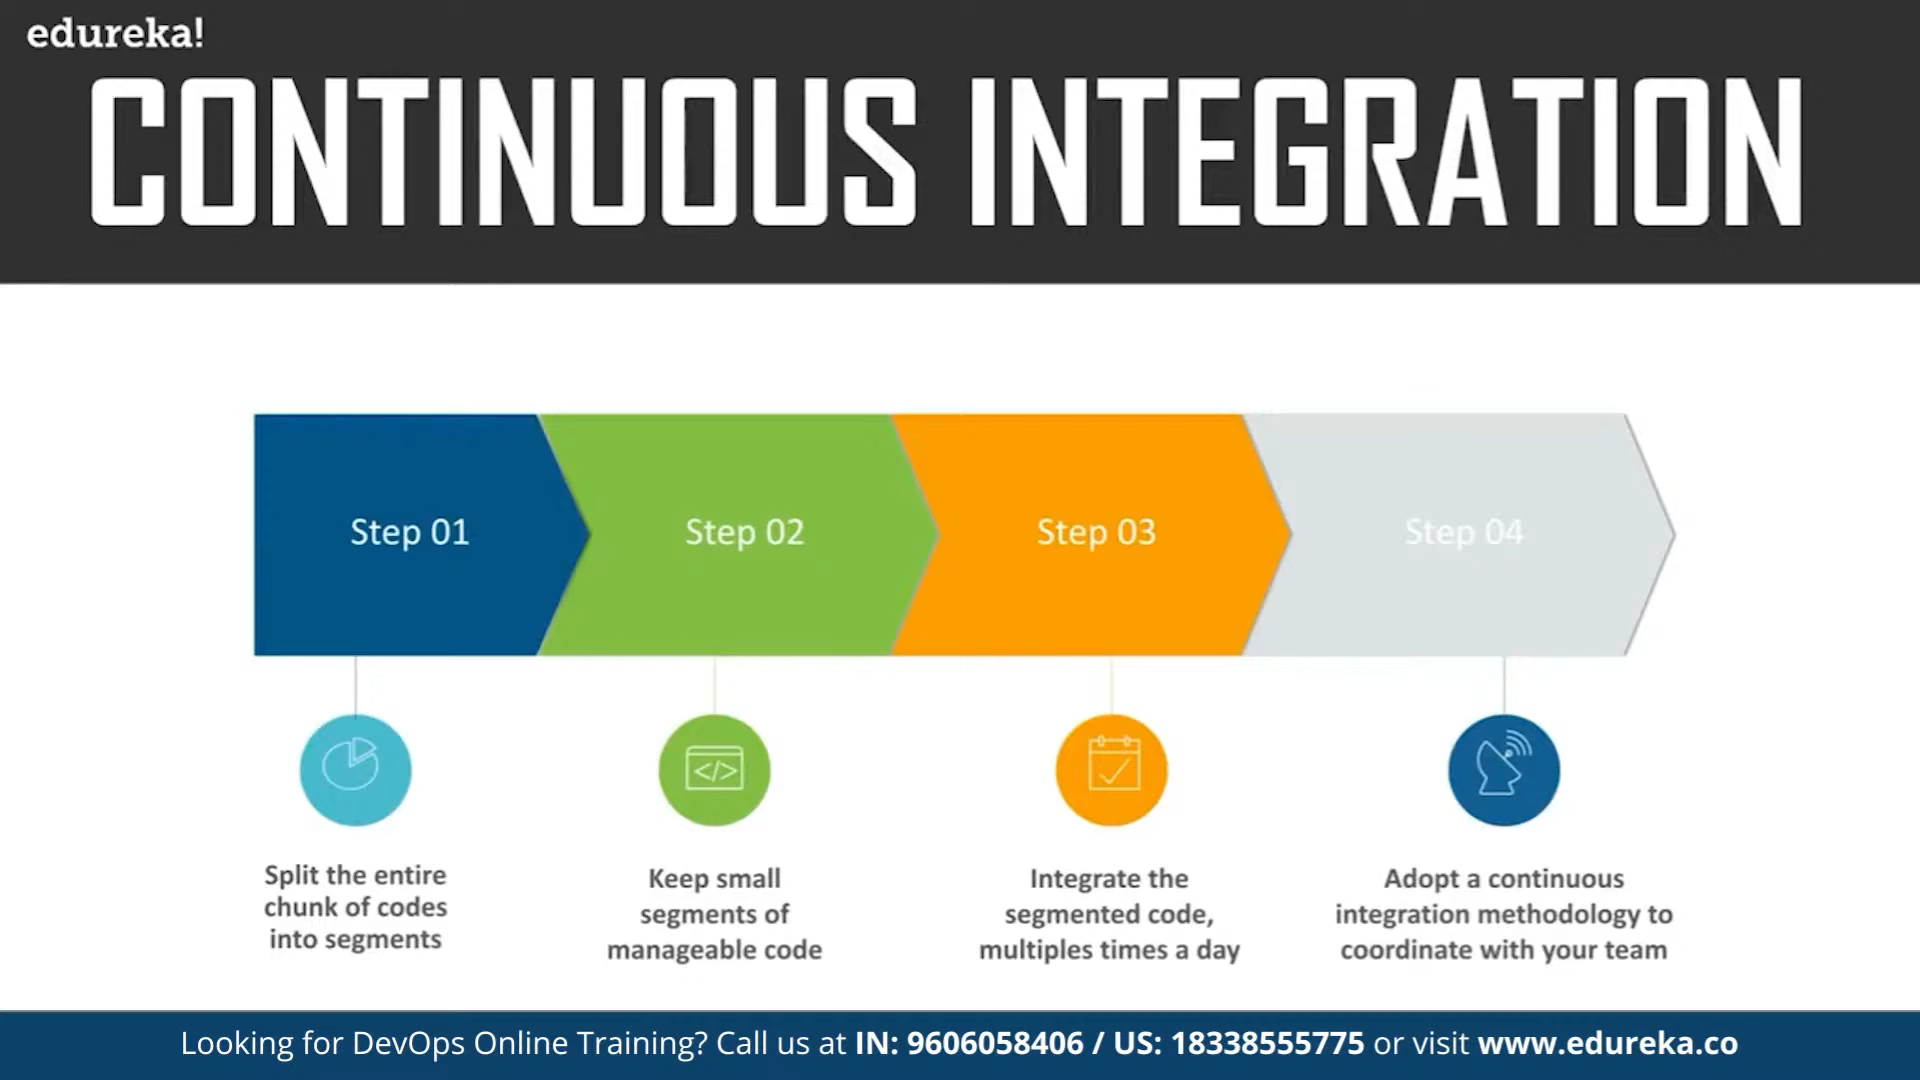 edureka!
CONTINUOUS INTEGRATION
Step 01
Step 02
Step 03
Step 04
</>
Split the entire
chunk of codes
into segments
Keep small
segments of
manageable code
Integrate the
segmented code,
multiples times a day
Adopt a continuous
integration methodology to
coordinate with your team
Looking for DevOps Online Training? Call us at IN: 9606058406 / US: 18338555775 or visit www.edureka.co